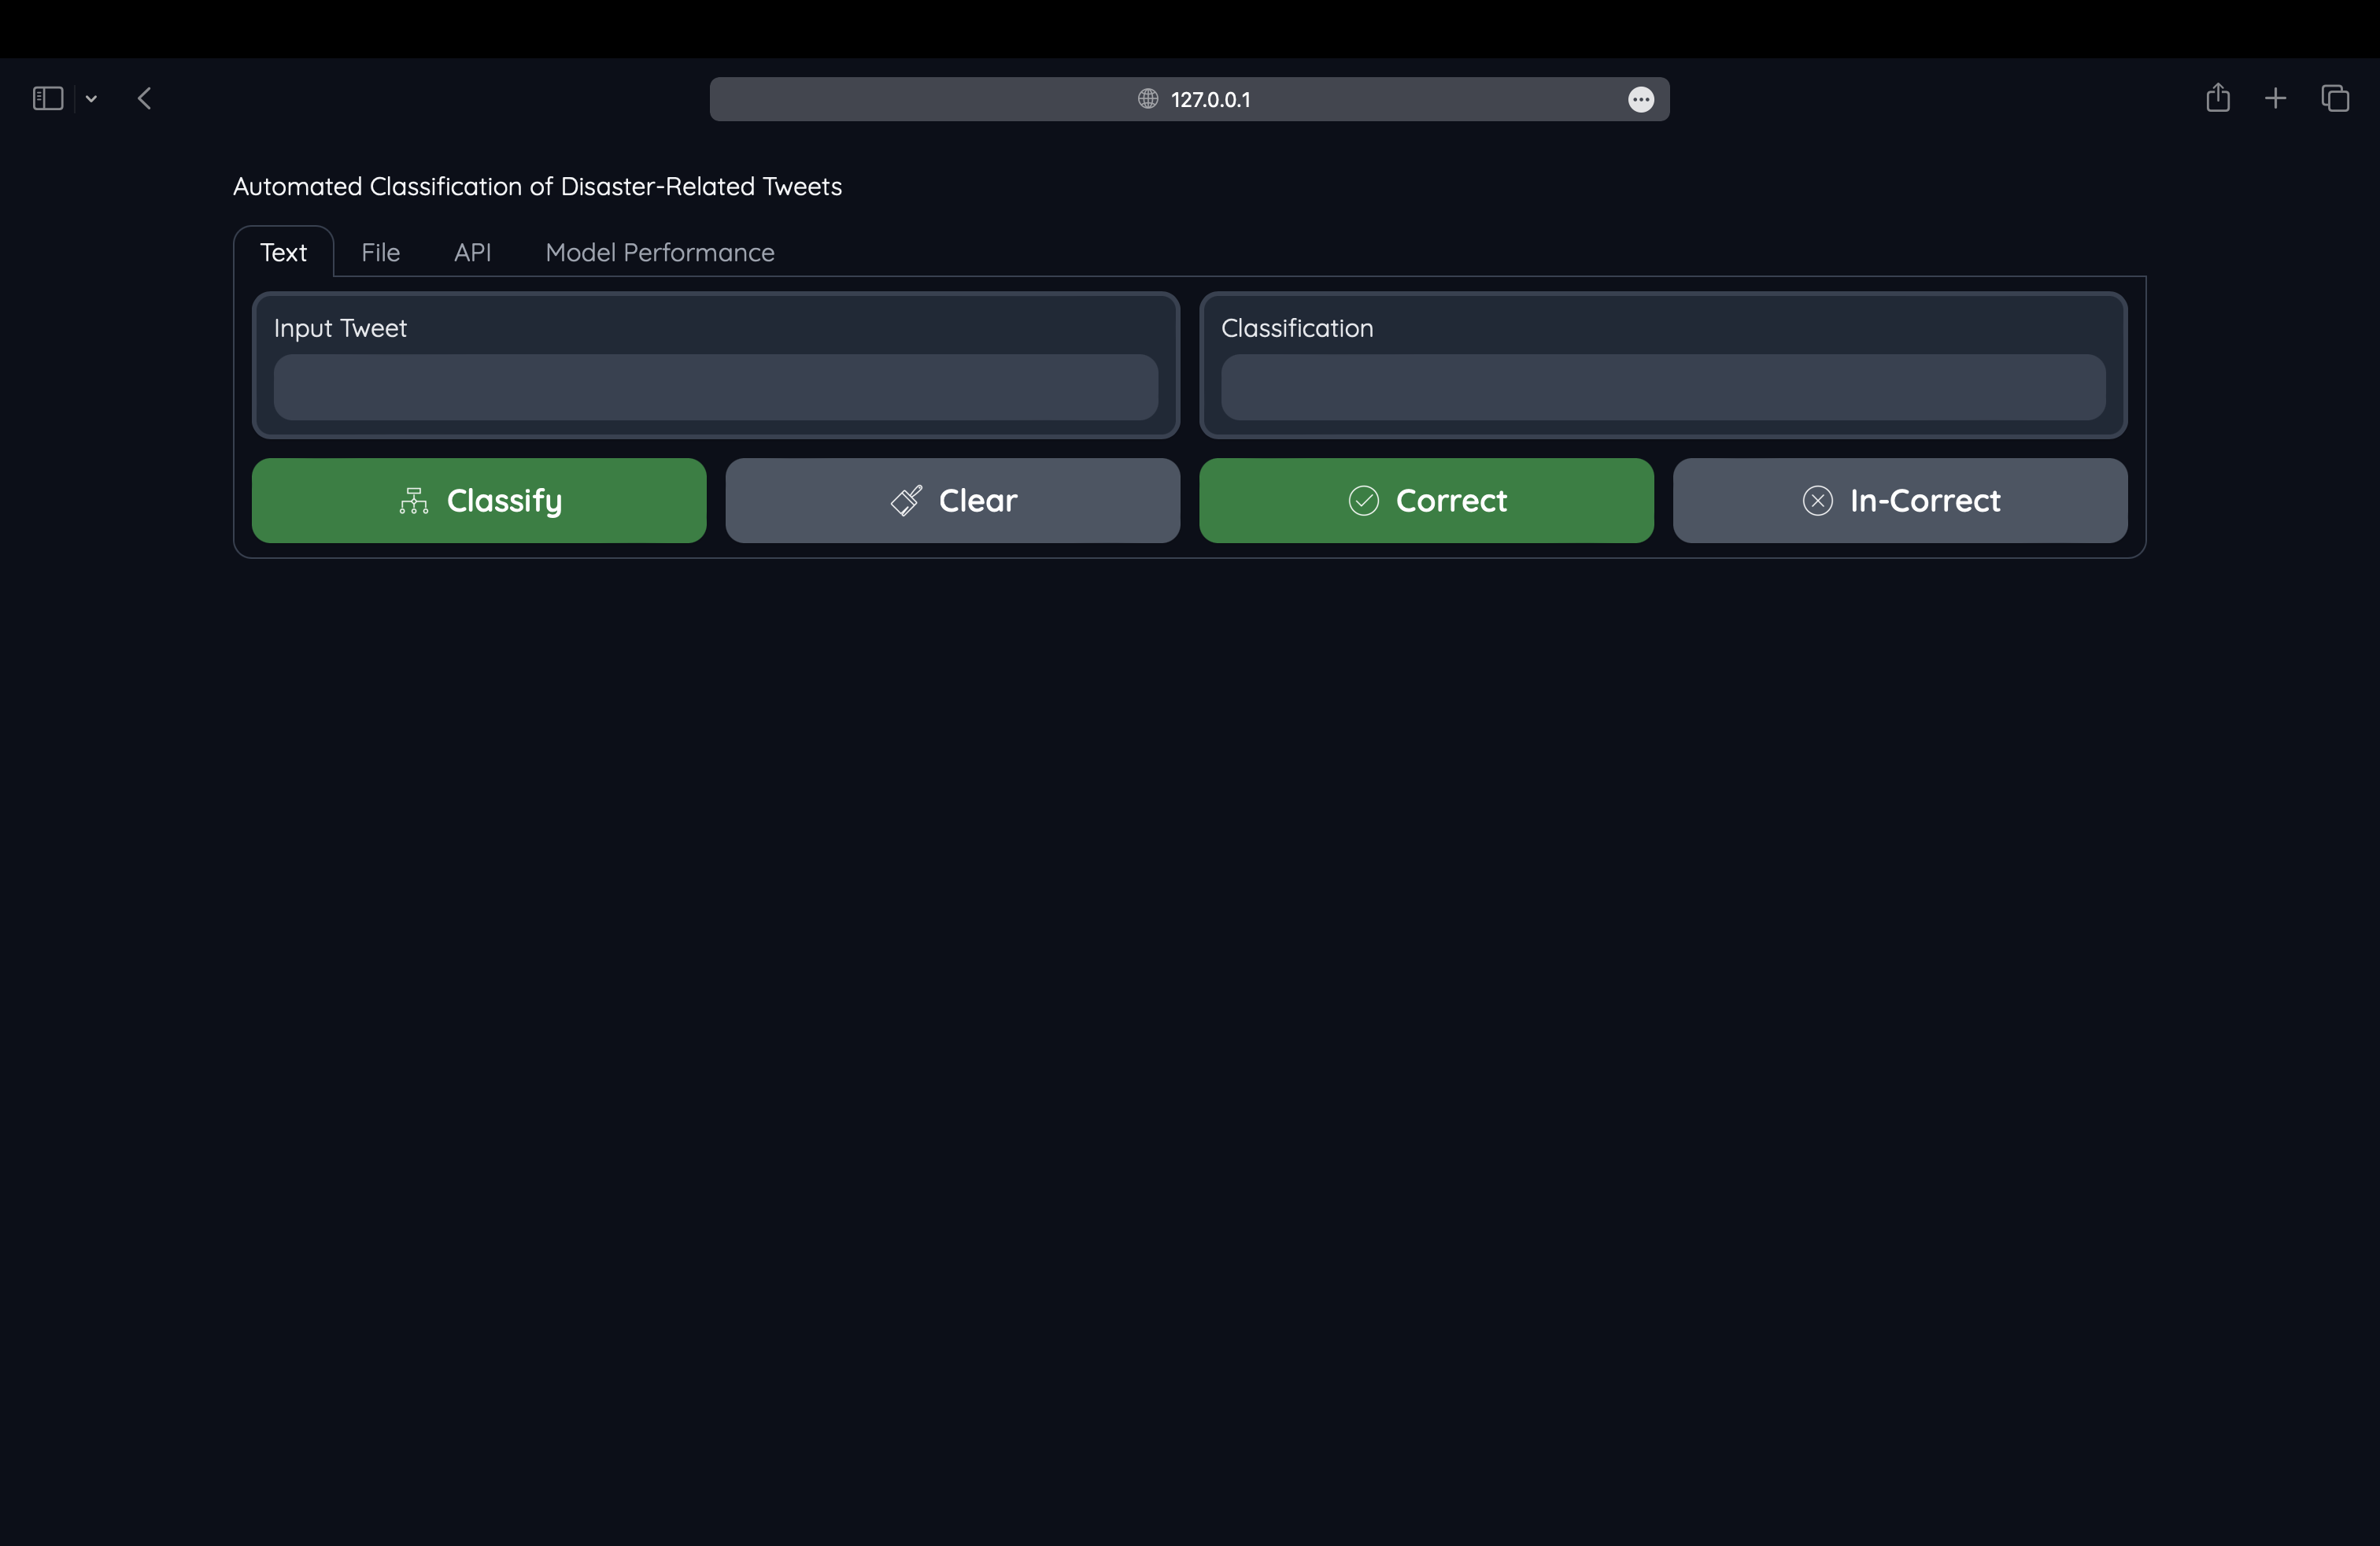 127.0.0.1
Automated Classification of Disaster-Related Tweets
Text File API Model Performance
Input Tweet Classification
Classify Clear Correct In-Correct